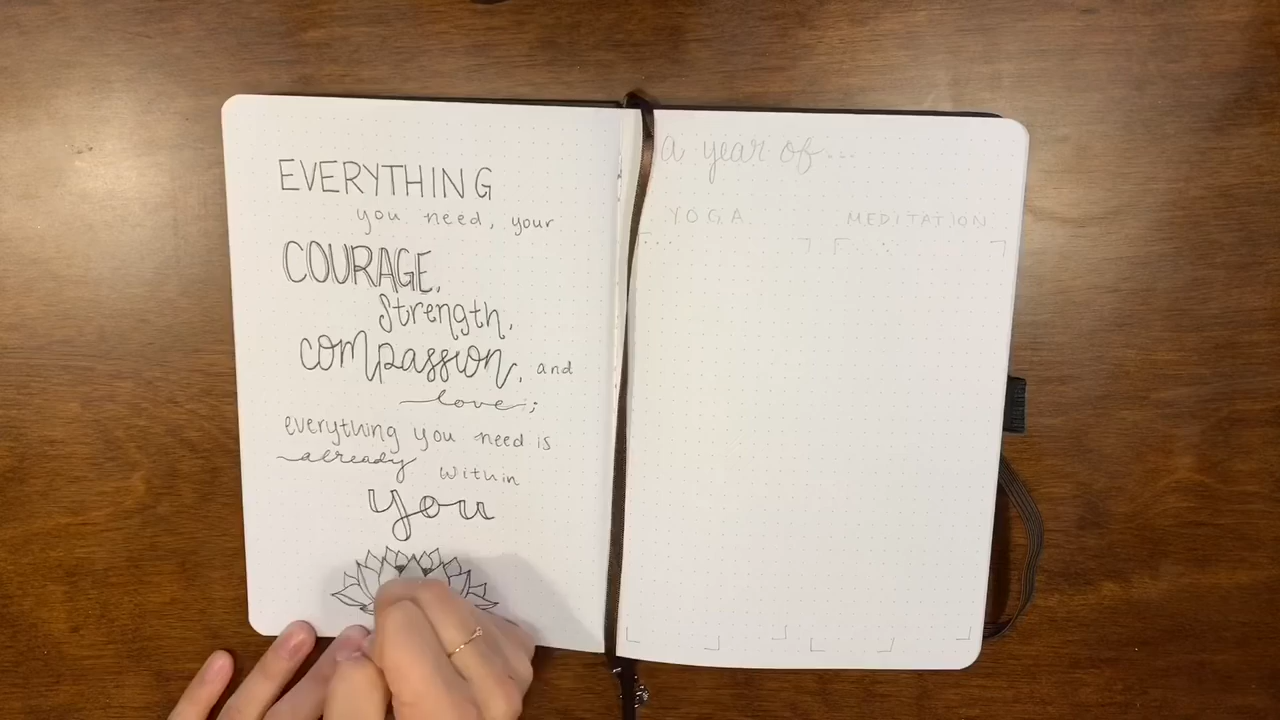 EVERYTHING
you need, your
COURAGE,
Strength,
compassion, and
love;
everything you need is
already within
you
a year of...
YOGA
MEDITATION